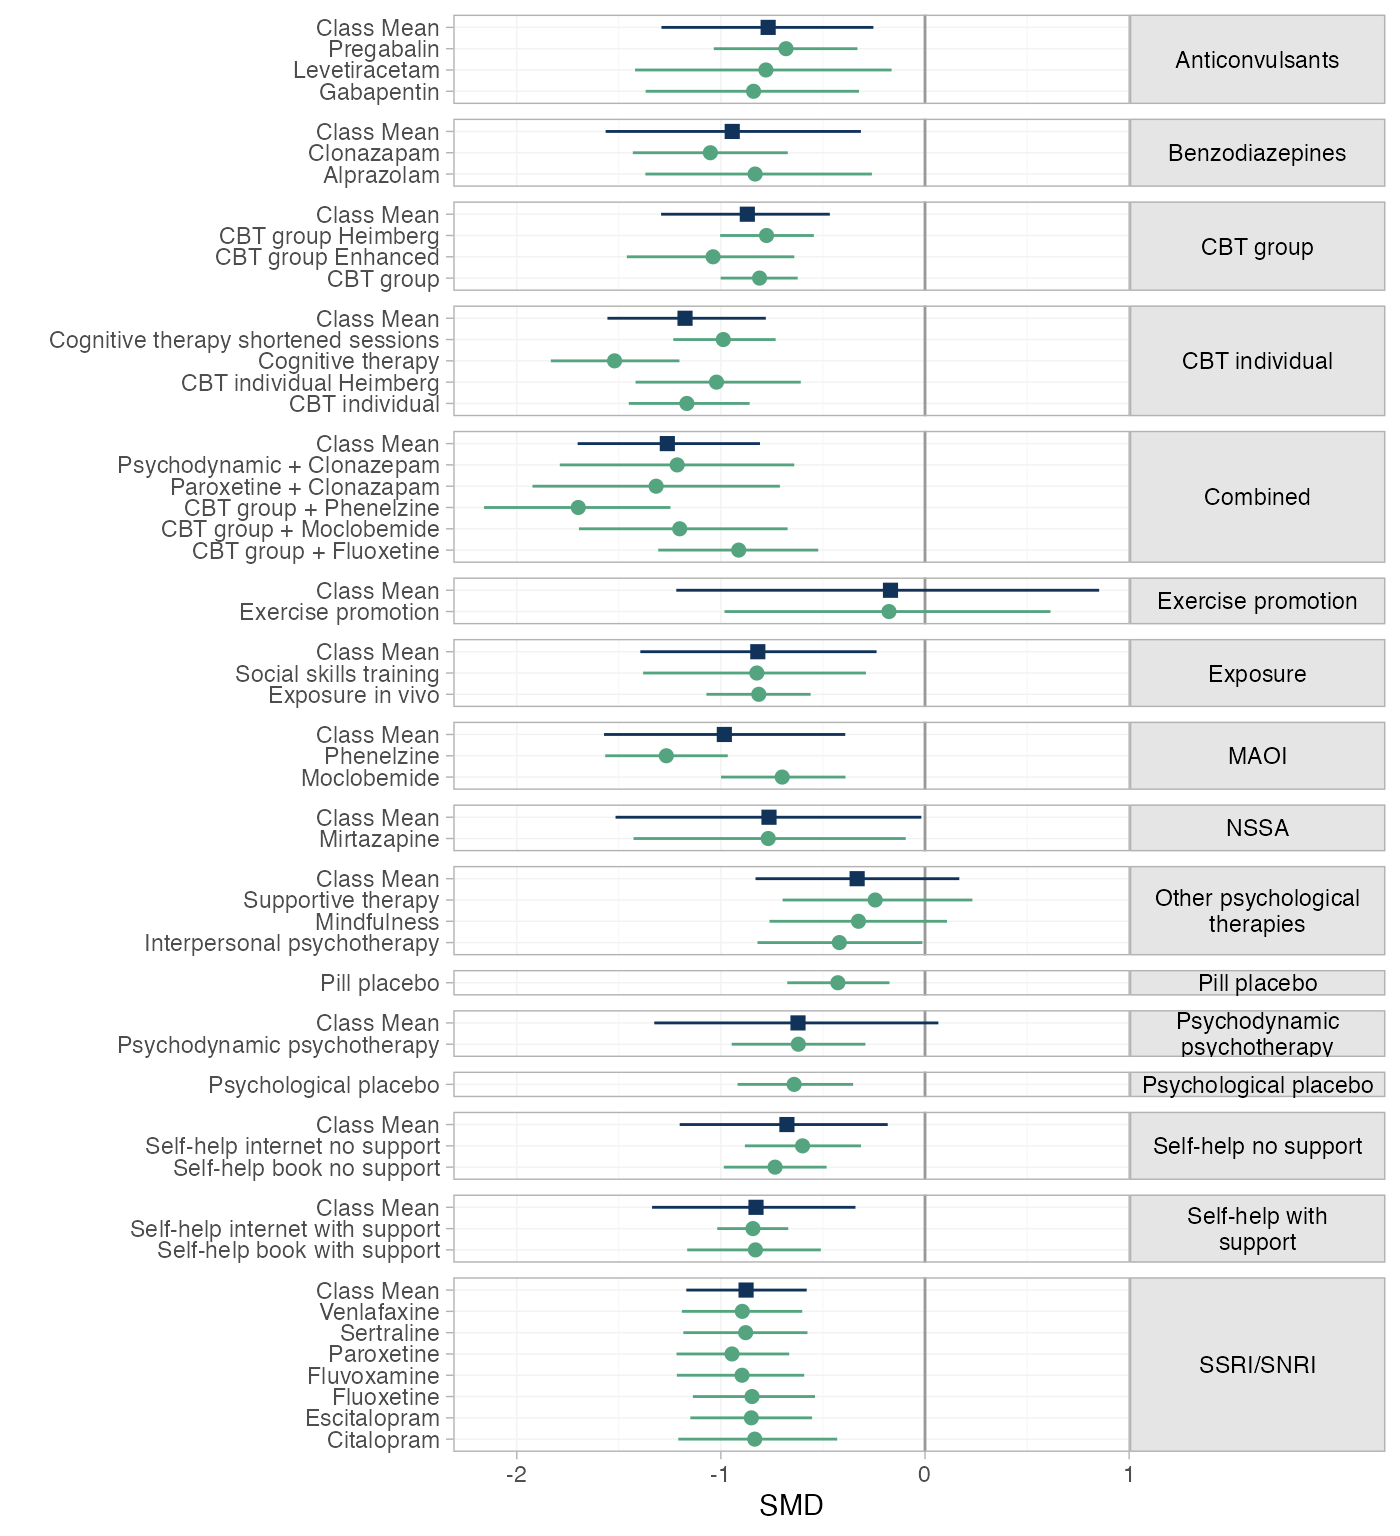 Class Mean
Pregabalin
Levetiracetam
Gabapentin
Anticonvulsants
Class Mean
Clonazapam
Alprazolam
Benzodiazepines
Class Mean
CBT group Heimberg
CBT group Enhanced
CBT group
CBT group
Class Mean
Cognitive therapy shortened sessions
Cognitive therapy
CBT individual Heimberg
CBT individual
CBT individual
Class Mean
Psychodynamic + Clonazepam
Paroxetine + Clonazapam
CBT group + Phenelzine
CBT group + Moclobemide
CBT group + Fluoxetine
Combined
Class Mean
Exercise promotion
Exercise promotion
Class Mean
Social skills training
Exposure in vivo
Exposure
Class Mean
Phenelzine
Moclobemide
MAOI
Class Mean
Mirtazapine
NSSA
Class Mean
Supportive therapy
Mindfulness
Interpersonal psychotherapy
Other psychological
therapies
Pill placebo
Pill placebo
Class Mean
Psychodynamic psychotherapy
Psychodynamic
psychotherapy
Psychological placebo
Psychological placebo
Class Mean
Self-help internet no support
Self-help book no support
Self-help no support
Class Mean
Self-help internet with support
Self-help book with support
Self-help with
support
Class Mean
Venlafaxine
Sertraline
Paroxetine
Fluvoxamine
Fluoxetine
Escitalopram
Citalopram
SSRI/SNRI
-2 -1 0 1
SMD